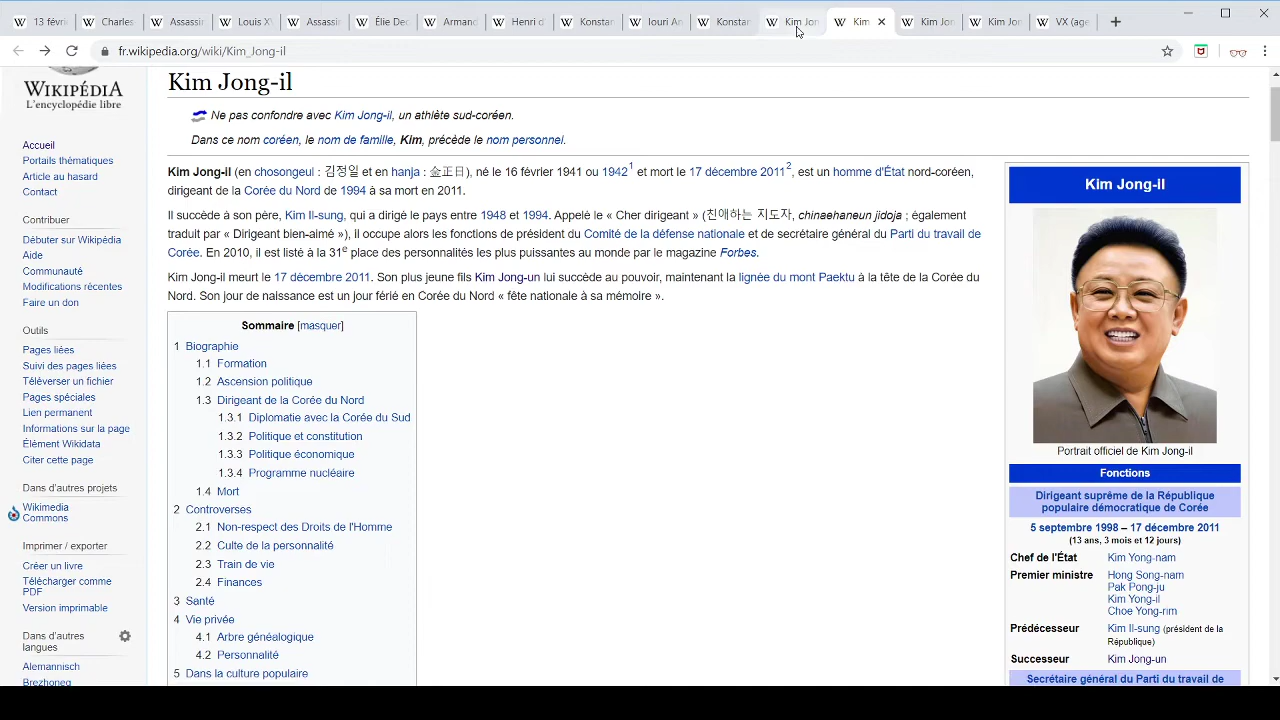 13 févrie
Charles
Assassin
Louis XV
Assassin
Élie Dec
Armand
Henri d'
Konstan
Iouri An
Konstan
Kim Jon
Kim
Kim Jon
Kim Jon
VX (age
fr.wikipedia.org/wiki/Kim_Jong-il
WIKIPÉDIA
L'encyclopédie libre
Accueil
Portails thématiques
Article au hasard
Contact
Contribuer
Débuter sur Wikipédia
Aide
Communauté
Modifications récentes
Faire un don
Outils
Pages liées
Suivi des pages liées
Téléverser un fichier
Pages spéciales
Lien permanent
Informations sur la page
Élément Wikidata
Citer cette page
Dans d'autres projets
Wikimedia
Commons
Imprimer / exporter
Créer un livre
Télécharger comme
PDF
Version imprimable
Dans d'autres
langues
Alemannisch
Brezhoneg
Kim Jong-il
Ne pas confondre avec Kim Jong-il, un athlète sud-coréen.
Dans ce nom coréen, le nom de famille, Kim, précède le nom personnel.
Kim Jong-il (en chosongeul : 김정일 et en hanja : 金正日), né le 16 février 1941 ou 1942¹ et mort le 17 décembre 2011², est un homme d'État nord-coréen,
dirigeant de la Corée du Nord de 1994 à sa mort en 2011.
Il succède à son père, Kim Il-sung, qui a dirigé le pays entre 1948 et 1994. Appelé le « Cher dirigeant » (친애하는 지도자, chinaehaneun jidoja ; également
traduit par « Dirigeant bien-aimé »), il occupe alors les fonctions de président du Comité de la défense nationale et de secrétaire général du Parti du travail de
Corée. En 2010, il est listé à la 31e place des personnalités les plus puissantes au monde par le magazine Forbes.
Kim Jong-il meurt le 17 décembre 2011. Son plus jeune fils Kim Jong-un lui succède au pouvoir, maintenant la lignée du mont Paektu à la tête de la Corée du
Nord. Son jour de naissance est un jour férié en Corée du Nord « fête nationale à sa mémoire ».
Sommaire [masquer]
1 Biographie
1.1 Formation
1.2 Ascension politique
1.3 Dirigeant de la Corée du Nord
1.3.1 Diplomatie avec la Corée du Sud
1.3.2 Politique et constitution
1.3.3 Politique économique
1.3.4 Programme nucléaire
1.4 Mort
2 Controverses
2.1 Non-respect des Droits de l'Homme
2.2 Culte de la personnalité
2.3 Train de vie
2.4 Finances
3 Santé
4 Vie privée
4.1 Arbre généalogique
4.2 Personnalité
5 Dans la culture populaire
Kim Jong-Il
Portrait officiel de Kim Jong-il
Fonctions
Dirigeant suprême de la République
populaire démocratique de Corée
5 septembre 1998 – 17 décembre 2011
(13 ans, 3 mois et 12 jours)
Chef de l'État Kim Yong-nam
Premier ministre Hong Song-nam
Pak Pong-ju
Kim Yong-il
Choe Yong-rim
Prédécesseur Kim Il-sung (président de la
République)
Successeur Kim Jong-un
Secrétaire général du Parti du travail de